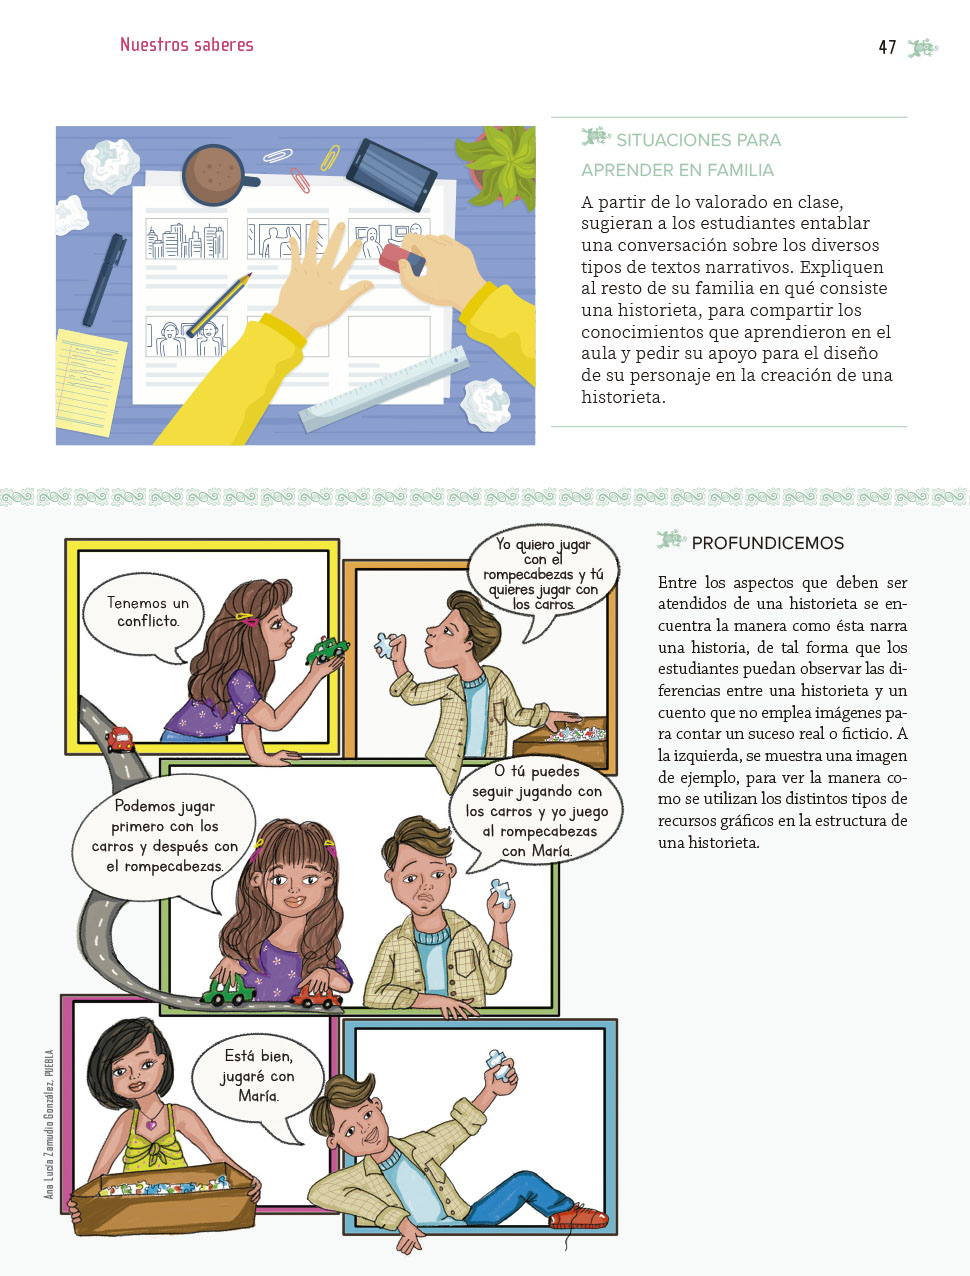 Nuestros saberes
47
SITUACIONES PARA
APRENDER EN FAMILIA
A partir de lo valorado en clase,
sugieran a los estudiantes entablar
una conversación sobre los diversos
tipos de textos narrativos. Expliquen
al resto de su familia en qué consiste
una historieta, para compartir los
conocimientos que aprendieron en el
aula y pedir su apoyo para el diseño
de su personaje en la creación de una
historieta.
Tenemos un
conflicto.
Yo quiero jugar
con el
rompecabezas y tú
quieres jugar con
los carros.
Podemos jugar
primero con los
carros y después con
el rompecabezas.
O tú puedes
seguir jugando con
los carros y yo juego
al rompecabezas
con María.
Está bien,
jugaré con
María.
Ana Lucía Zamudio González, PUEBLA
PROFUNDICEMOS
Entre los aspectos que deben ser
atendidos de una historieta se en-
cuentra la manera como ésta narra
una historia, de tal forma que los
estudiantes puedan observar las di-
ferencias entre una historieta y un
cuento que no emplea imágenes pa-
ra contar un suceso real o ficticio. A
la izquierda, se muestra una imagen
de ejemplo, para ver la manera co-
mo se utilizan los distintos tipos de
recursos gráficos en la estructura de
una historieta.